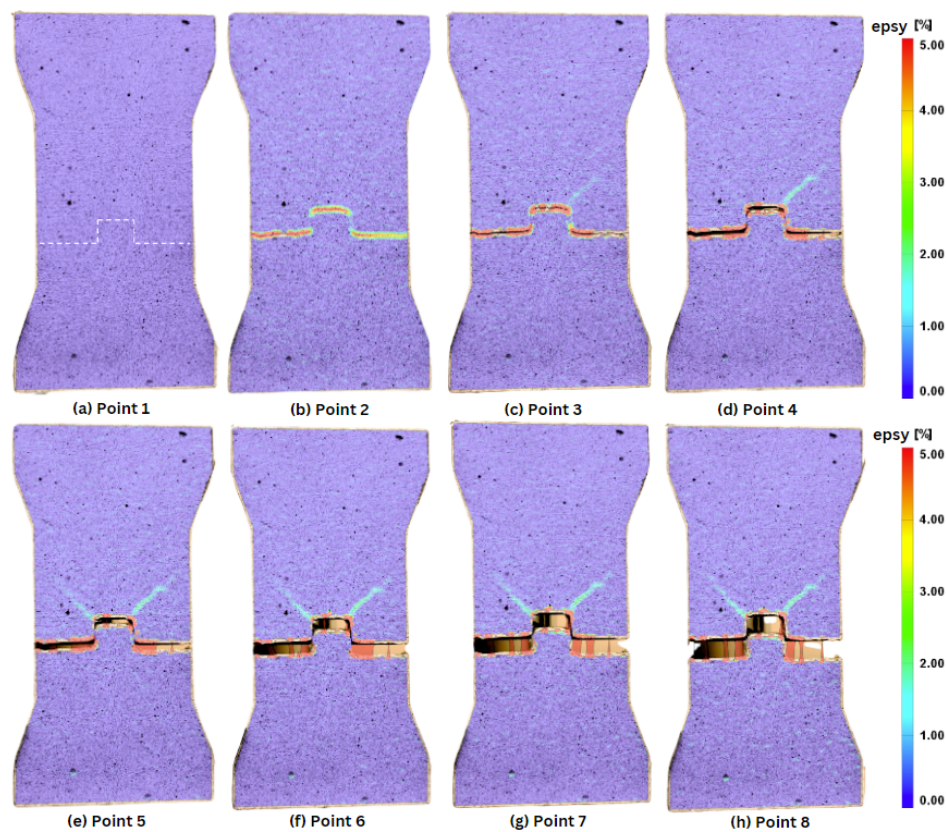 epsy [%]
5.00
4.00
3.00
2.00
1.00
0.00
(a) Point 1
(b) Point 2
(c) Point 3
(d) Point 4
epsy [%]
5.00
4.00
3.00
2.00
1.00
0.00
(e) Point 5
(f) Point 6
(g) Point 7
(h) Point 8